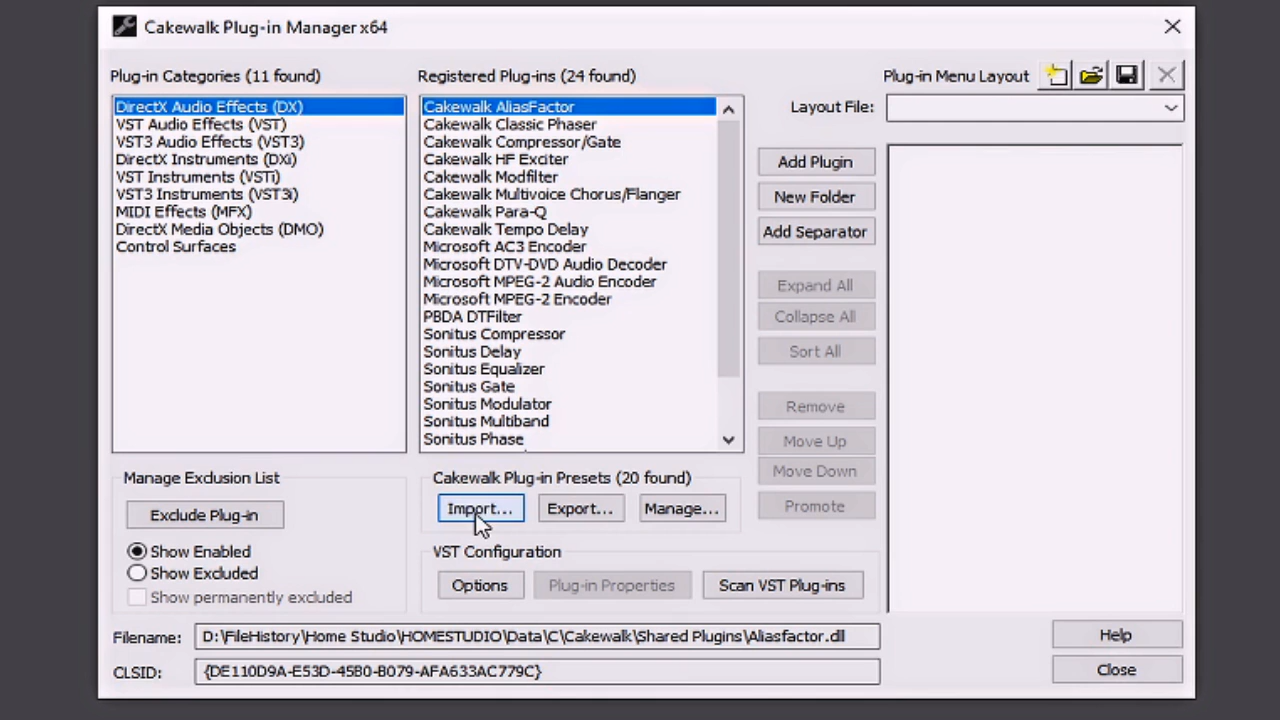 Cakewalk Plug-in Manager x64
Plug-in Categories (11 found)
DirectX Audio Effects (DX)
VST Audio Effects (VST)
VST3 Audio Effects (VST3)
DirectX Instruments (DXi)
VST Instruments (VSTi)
VST3 Instruments (VST3i)
MIDI Effects (MFX)
DirectX Media Objects (DMO)
Control Surfaces
Registered Plug-ins (24 found)
Cakewalk AliasFactor
Cakewalk Classic Phaser
Cakewalk Compressor/Gate
Cakewalk HF Exciter
Cakewalk Modfilter
Cakewalk Multivoice Chorus/Flanger
Cakewalk Para-Q
Cakewalk Tempo Delay
Microsoft AC3 Encoder
Microsoft DTV-DVD Audio Decoder
Microsoft MPEG-2 Audio Encoder
Microsoft MPEG-2 Encoder
PBDA DTFilter
Sonitus Compressor
Sonitus Delay
Sonitus Equalizer
Sonitus Gate
Sonitus Modulator
Sonitus Multiband
Sonitus Phase
Plug-in Menu Layout
Layout File:
Add Plugin
New Folder
Add Separator
Expand All
Collapse All
Sort All
Remove
Move Up
Move Down
Promote
Manage Exclusion List
Exclude Plug-in
Show Enabled
Show Excluded
Show permanently excluded
Cakewalk Plug-in Presets (20 found)
Import...
Export...
Manage...
VST Configuration
Options
Plug-in Properties
Scan VST Plug-ins
Filename: D:\FileHistory\Home Studio\HOMESTUDIO\Data\C\Cakewalk\Shared Plugins\Aliasfactor.dll
CLSID: {DE110D9A-E53D-45B0-B079-AFA633AC779C}
Help
Close